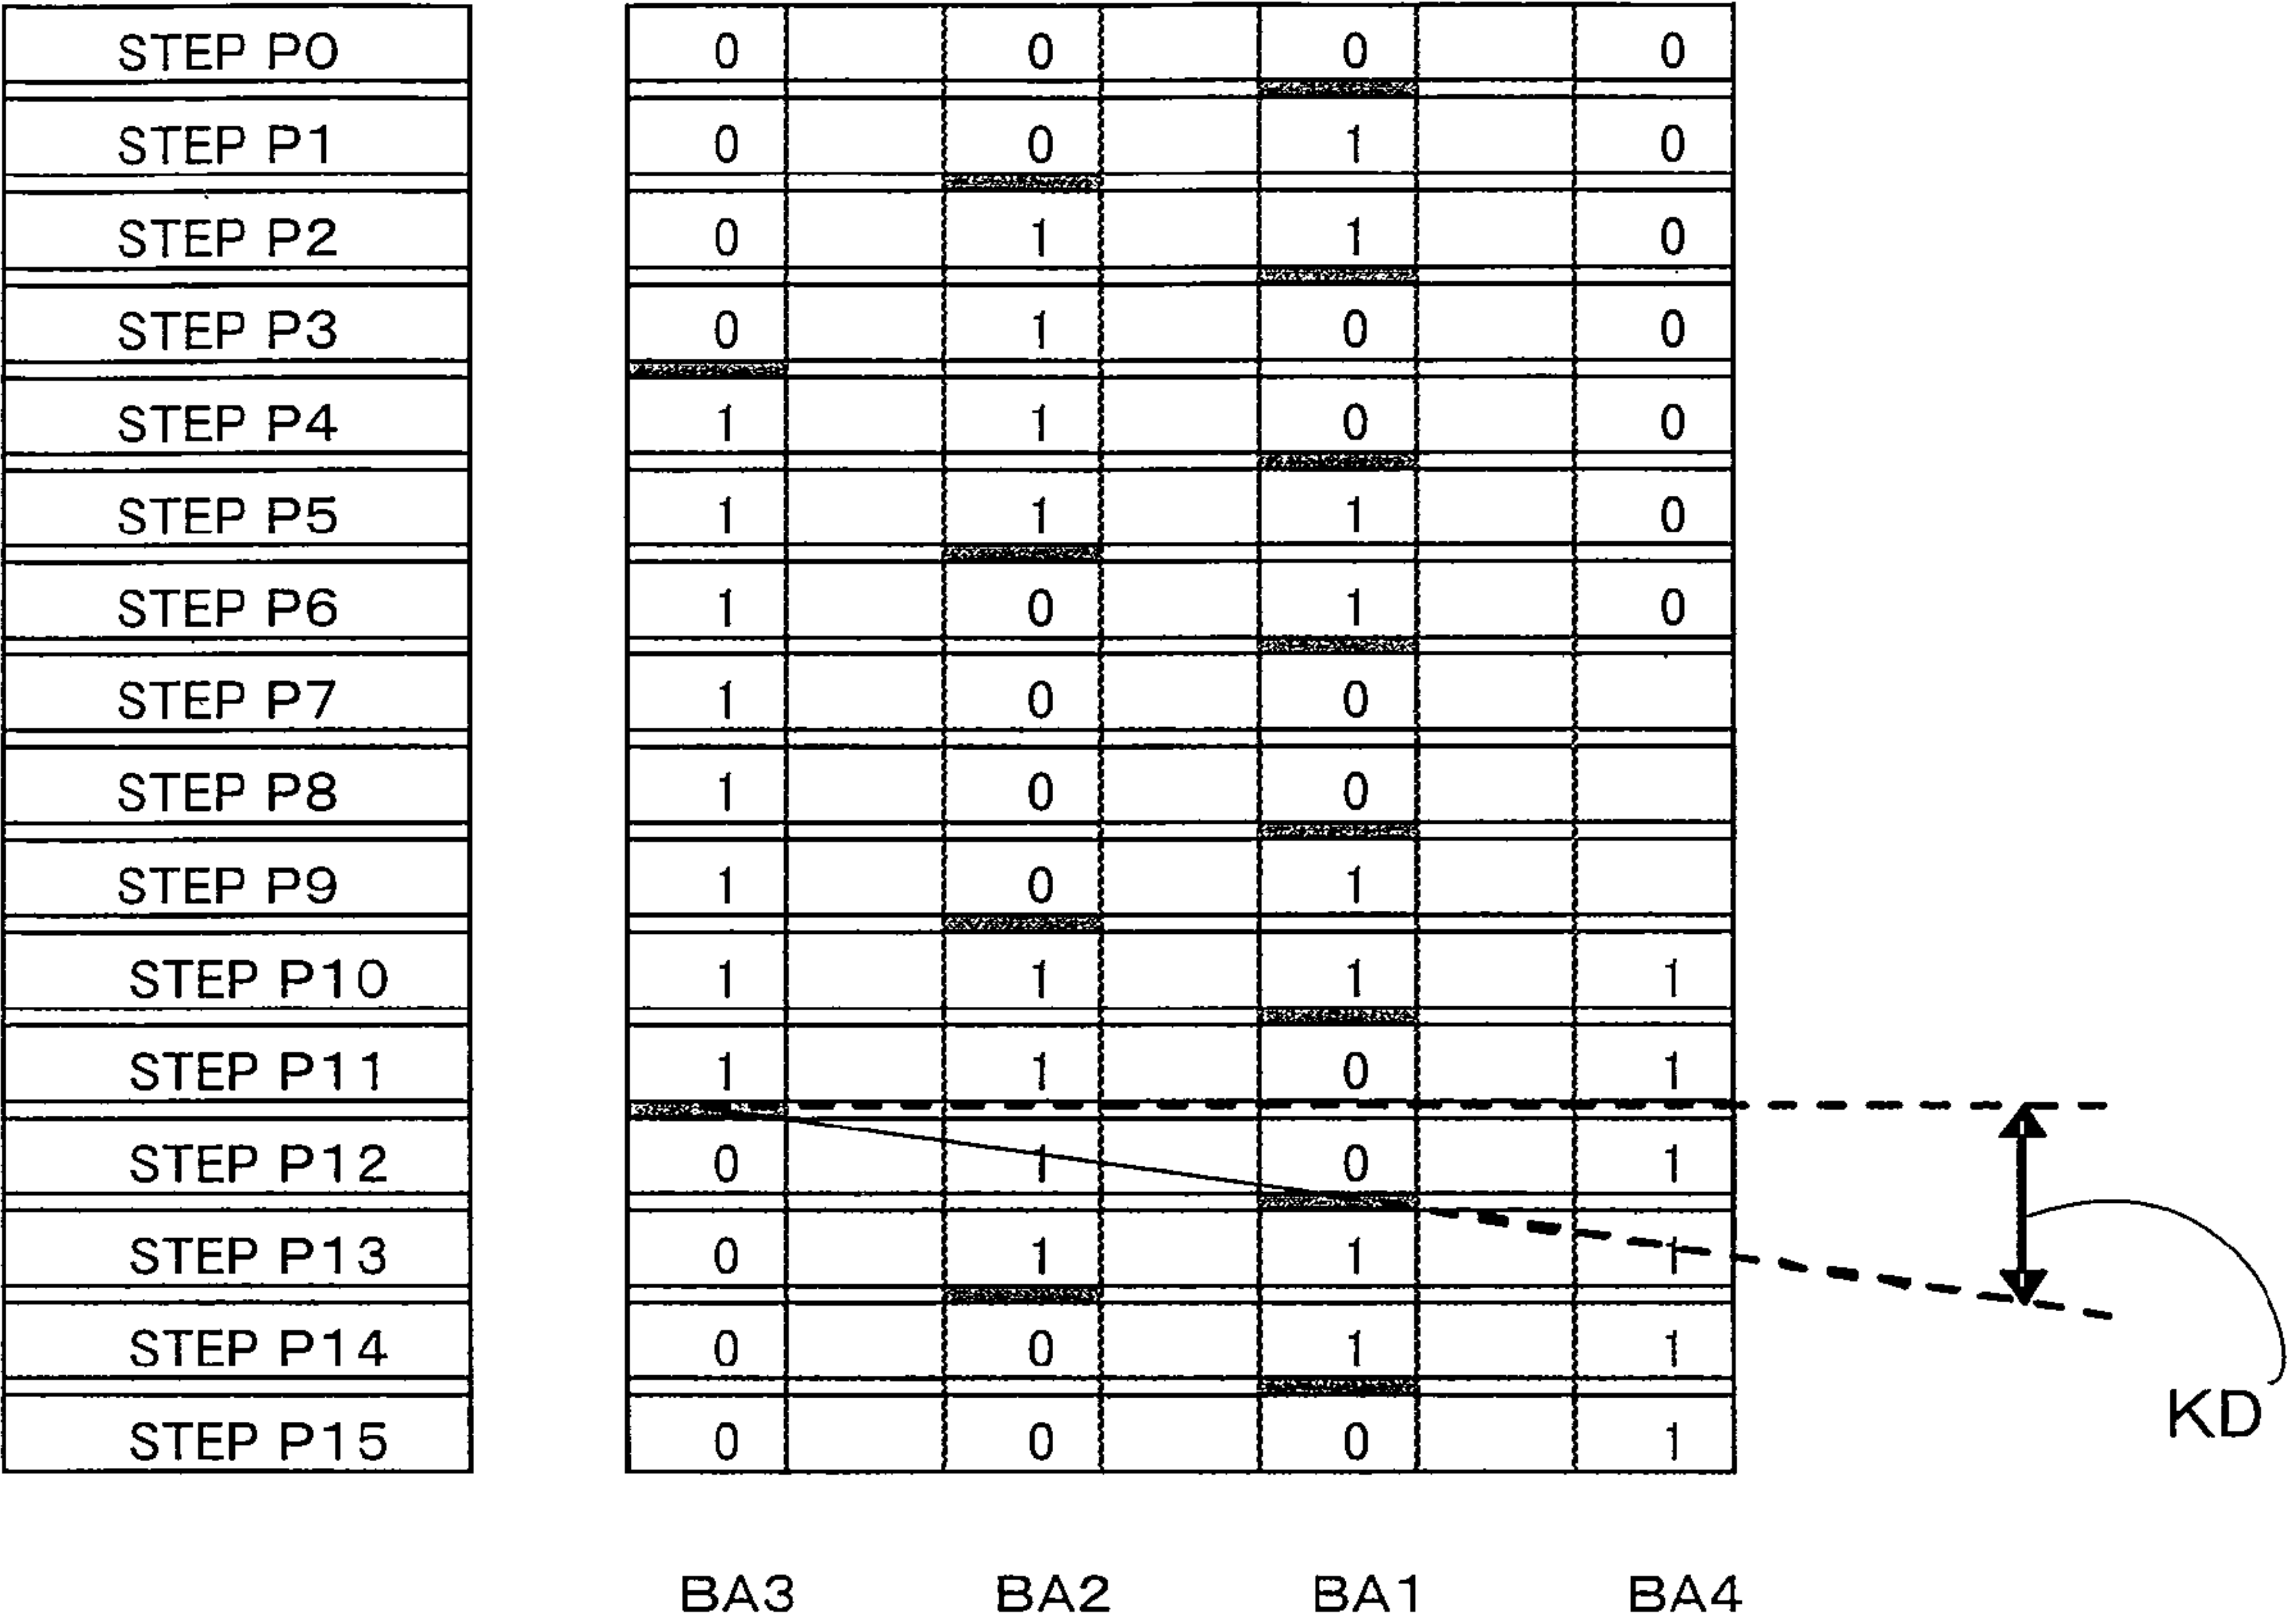 STEP P0 0 0 0 0
STEP P1 0 0 1 0
STEP P2 0 1 1 0
STEP P3 0 1 0 0
STEP P4 1 1 0 0
STEP P5 1 1 1 0
STEP P6 1 0 1 0
STEP P7 1 0 0
STEP P8 1 0 0
STEP P9 1 0 1
STEP P10 1 1 1 1
STEP P11 1 1 0 1
STEP P12 0 1 0 1
STEP P13 0 1 1 1
STEP P14 0 0 1 1
STEP P15 0 0 0 1
KD
BA3 BA2 BA1 BA4